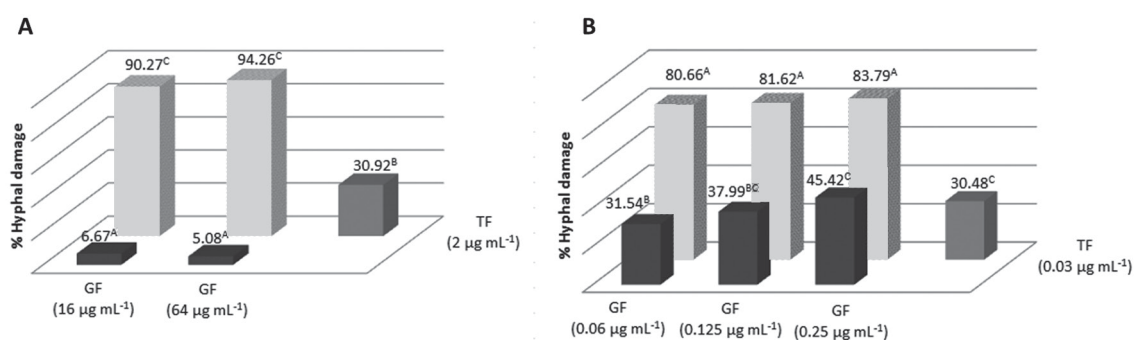 A
% Hyphal damage
90.27ᶜ
94.26ᶜ
30.92ᴮ
6.67ᴬ
5.08ᴬ
TF
(2 µg mL⁻¹)
GF
(16 µg mL⁻¹)
GF
(64 µg mL⁻¹)
B
% Hyphal damage
80.66ᴬ
81.62ᴬ
83.79ᴬ
31.54ᴮ
37.99ᴮᶜ
45.42ᶜ
30.48ᶜ
TF
(0.03 µg mL⁻¹)
GF
(0.06 µg mL⁻¹)
GF
(0.125 µg mL⁻¹)
GF
(0.25 µg mL⁻¹)